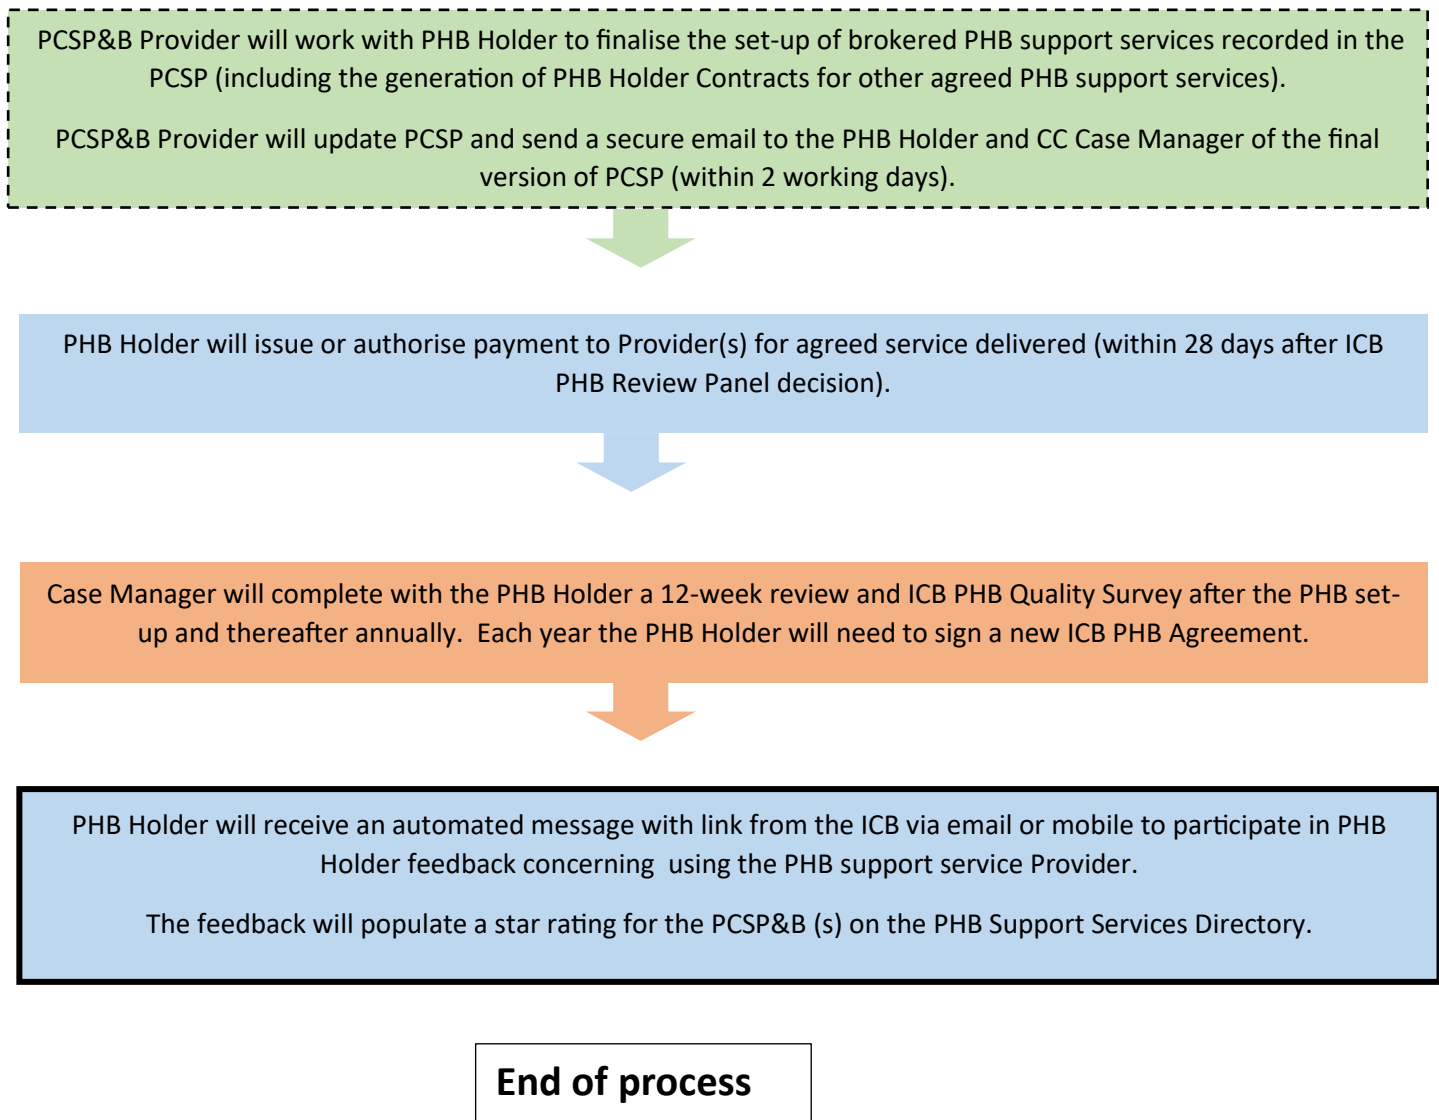 PCSP&B Provider will work with PHB Holder to finalise the set-up of brokered PHB support services recorded in the
PCSP (including the generation of PHB Holder Contracts for other agreed PHB support services).
PCSP&B Provider will update PCSP and send a secure email to the PHB Holder and CC Case Manager of the final
version of PCSP (within 2 working days).
PHB Holder will issue or authorise payment to Provider(s) for agreed service delivered (within 28 days after ICB
PHB Review Panel decision).
Case Manager will complete with the PHB Holder a 12-week review and ICB PHB Quality Survey after the PHB set-
up and thereafter annually.  Each year the PHB Holder will need to sign a new ICB PHB Agreement.
PHB Holder will receive an automated message with link from the ICB via email or mobile to participate in PHB
Holder feedback concerning  using the PHB support service Provider.
The feedback will populate a star rating for the PCSP&B (s) on the PHB Support Services Directory.
End of process